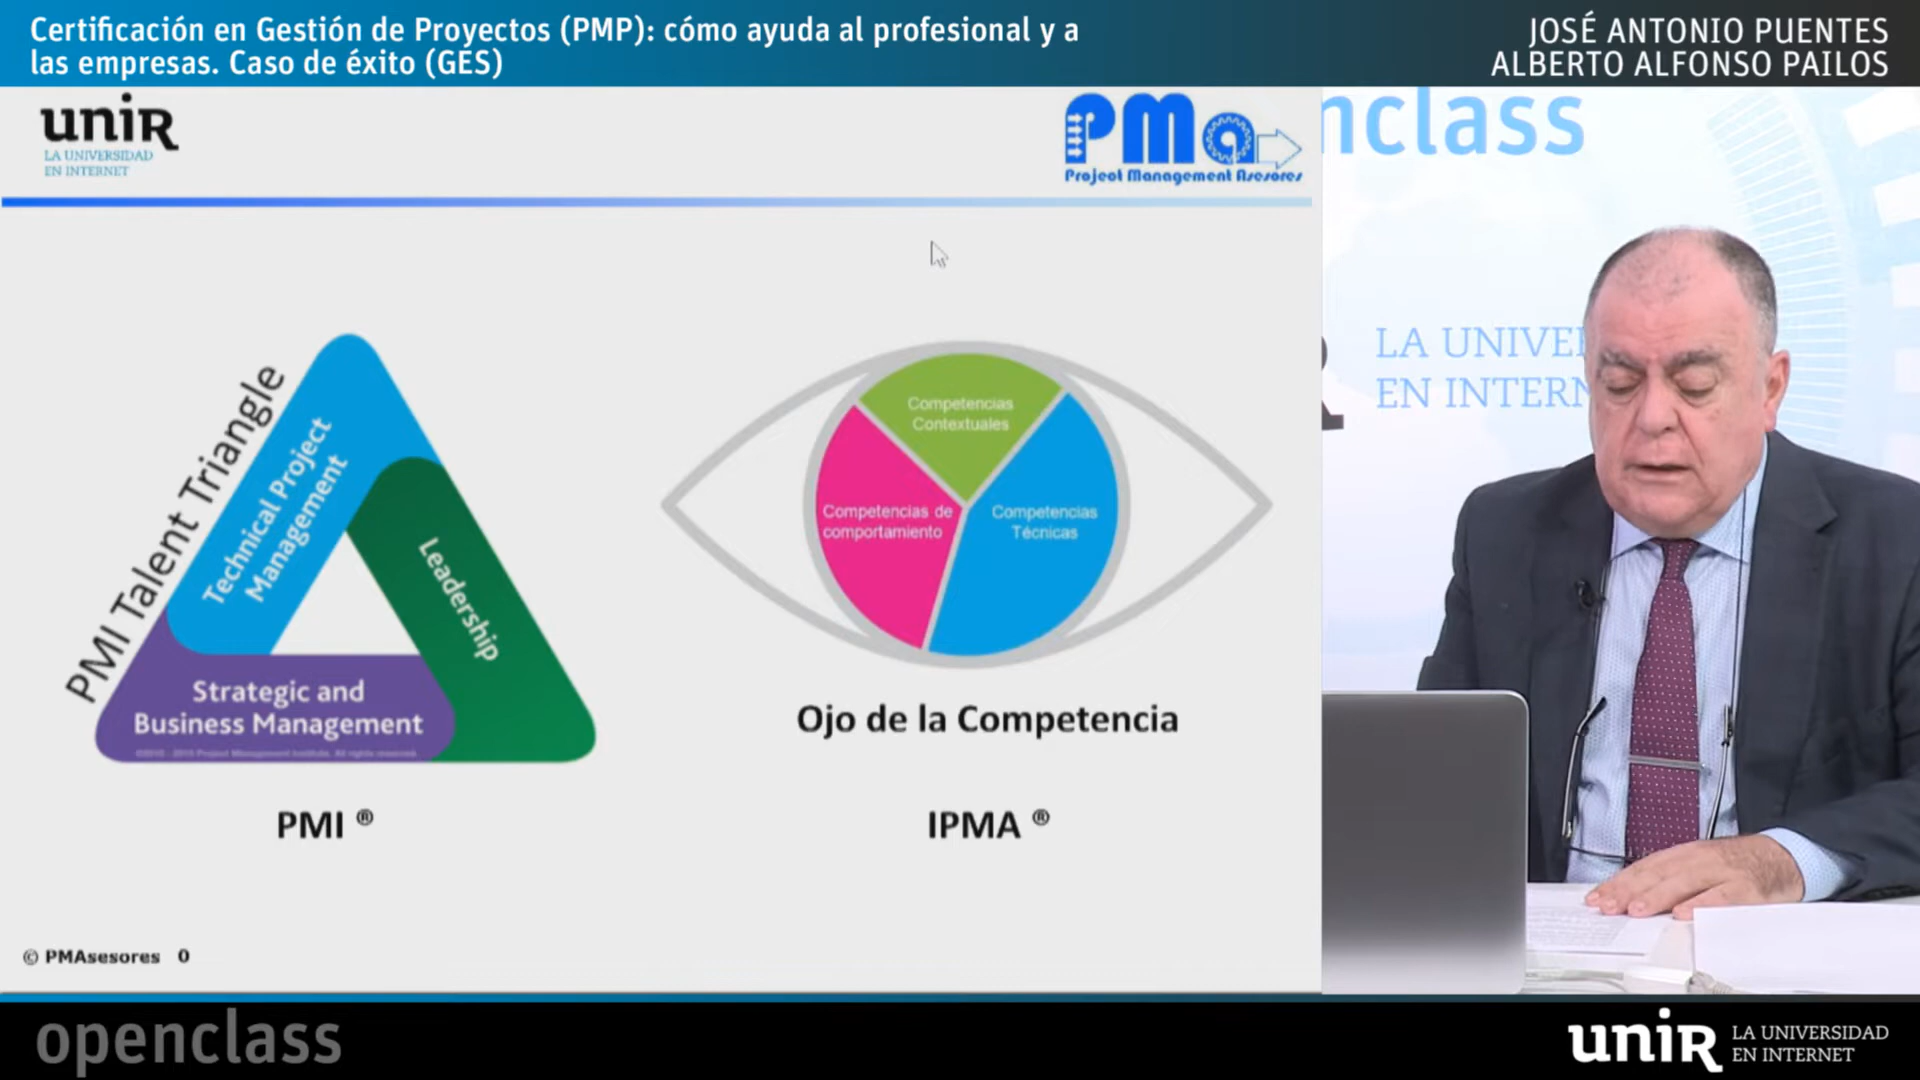 Certificación en Gestión de Proyectos (PMP): cómo ayuda al profesional y a
las empresas. Caso de éxito (GES)
JOSÉ ANTONIO PUENTES
ALBERTO ALFONSO PAILOS
uniR
LA UNIVERSIDAD
EN INTERNET
PMa
Project Management Asesores
nclass
LA UNIVE
EN INTERN
PMI Talent Triangle
Technical Project
Management
Leadership
Strategic and
Business Management
PMI ®
Competencias
Contextuales
Competencias de
comportamiento
Competencias
Técnicas
Ojo de la Competencia
IPMA ®
© PMAsesores 0
openclass
uniR
LA UNIVERSIDAD
EN INTERNET